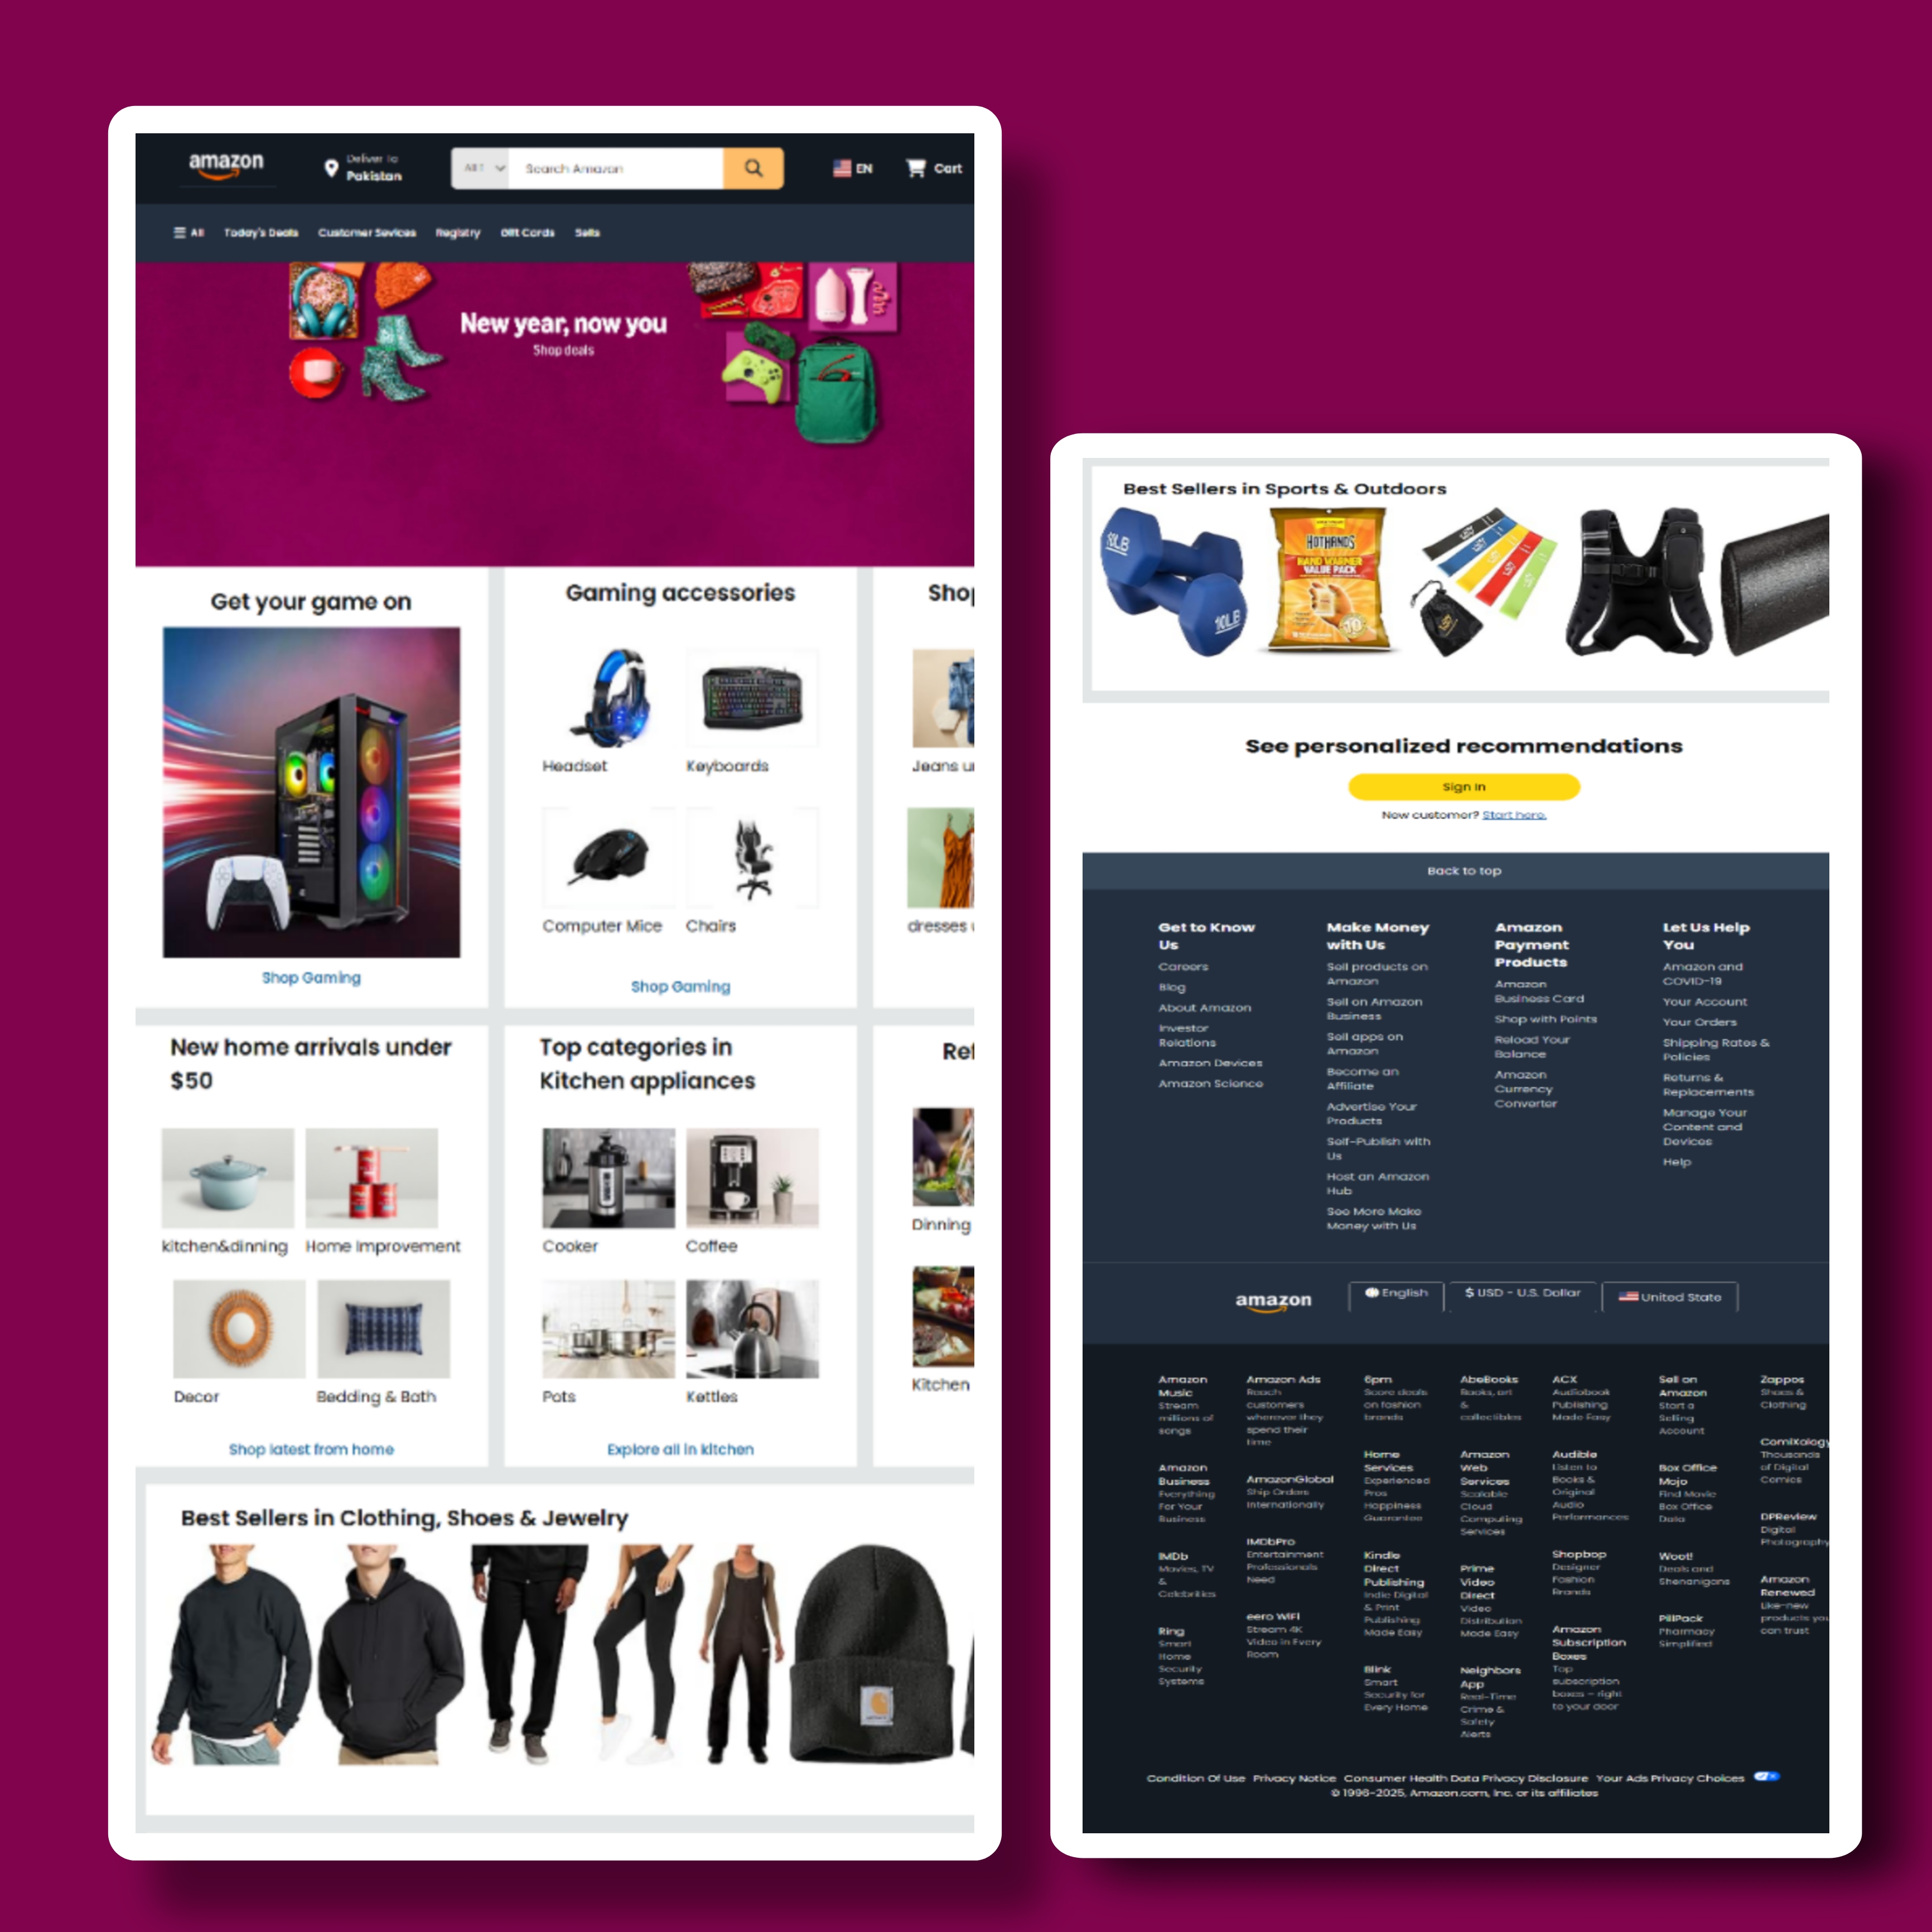 amazon
Deliver To
Pakistan
All
Search Amazon
EN
Cart
All Today's Deals Customer Sevices Registry Gift Cards Sells
New year, now you
Shop deals
Get your game on
Shop Gaming
Gaming accessories
Headset Keyboards
Computer Mice Chairs
Shop Gaming
Shop
Jeans u
dresses u
New home arrivals under
$50
kitchen&dinning Home Improvement
Decor Bedding & Bath
Shop latest from home
Top categories in
Kitchen appliances
Cooker Coffee
Pots Kettles
Explore all in kitchen
Ref
Dinning
Kitchen
Best Sellers in Clothing, Shoes & Jewelry
Best Sellers in Sports & Outdoors
10LB
10LB
HOTHANDS
HAND WARMER
VALUE PACK
10
See personalized recommendations
Sign In
New customer? Start here.
Back to top
Get to Know
Us
Careers
Blog
About Amazon
Investor
Relations
Amazon Devices
Amazon Science
Make Money
with Us
Sell products on
Amazon
Sell on Amazon
Business
Sell apps on
Amazon
Become an
Affiliate
Advertise Your
Products
Self-Publish with
Us
Host an Amazon
Hub
See More Make
Money with Us
Amazon
Payment
Products
Amazon
Business Card
Shop with Points
Reload Your
Balance
Amazon
Currency
Converter
Let Us Help
You
Amazon and
COVID-19
Your Account
Your Orders
Shipping Rates &
Policies
Returns &
Replacements
Manage Your
Content and
Devices
Help
amazon
English
$ USD - U.S. Dollar
United State
Amazon
Music
Stream
millions of
songs
Amazon
Business
Everything
For Your
Business
IMDb
Movies, TV
&
Celebrities
Ring
Smart
Home
Security
Systems
Amazon Ads
Reach
customers
wherever they
spend their
time
AmazonGlobal
Ship Orders
Internationally
IMDbPro
Entertainment
Professionals
Need
eero WiFi
Stream 4K
Video in Every
Room
6pm
Score deals
on fashion
brands
Home
Services
Experienced
Pros
Happiness
Guarantee
Kindle
Direct
Publishing
Indie Digital
& Print
Publishing
Made Easy
Blink
Smart
Security for
Every Home
AbeBooks
Books, art
&
collectibles
Amazon
Web
Services
Scalable
Cloud
Computing
Services
Prime
Video
Direct
Video
Distribution
Made Easy
Neighbors
App
Real-Time
Crime &
Safety
Alerts
ACX
Audiobook
Publishing
Made Easy
Audible
Listen to
Books &
Original
Audio
Performances
Shopbop
Designer
Fashion
Brands
Amazon
Subscription
Boxes
Top
subscription
boxes – right
to your door
Sell on
Amazon
Start a
Selling
Account
Box Office
Mojo
Find Movie
Box Office
Data
Woot!
Deals and
Shenanigans
PillPack
Pharmacy
Simplified
Zappos
Shoes &
Clothing
ComiXology
Thousands
of Digital
Comics
DPReview
Digital
Photography
Amazon
Renewed
Like-new
products you
can trust
Condition Of Use Privacy Notice Consumer Health Data Privacy Disclosure Your Ads Privacy Choices
© 1996-2025, Amazon.com, Inc. or its affiliates